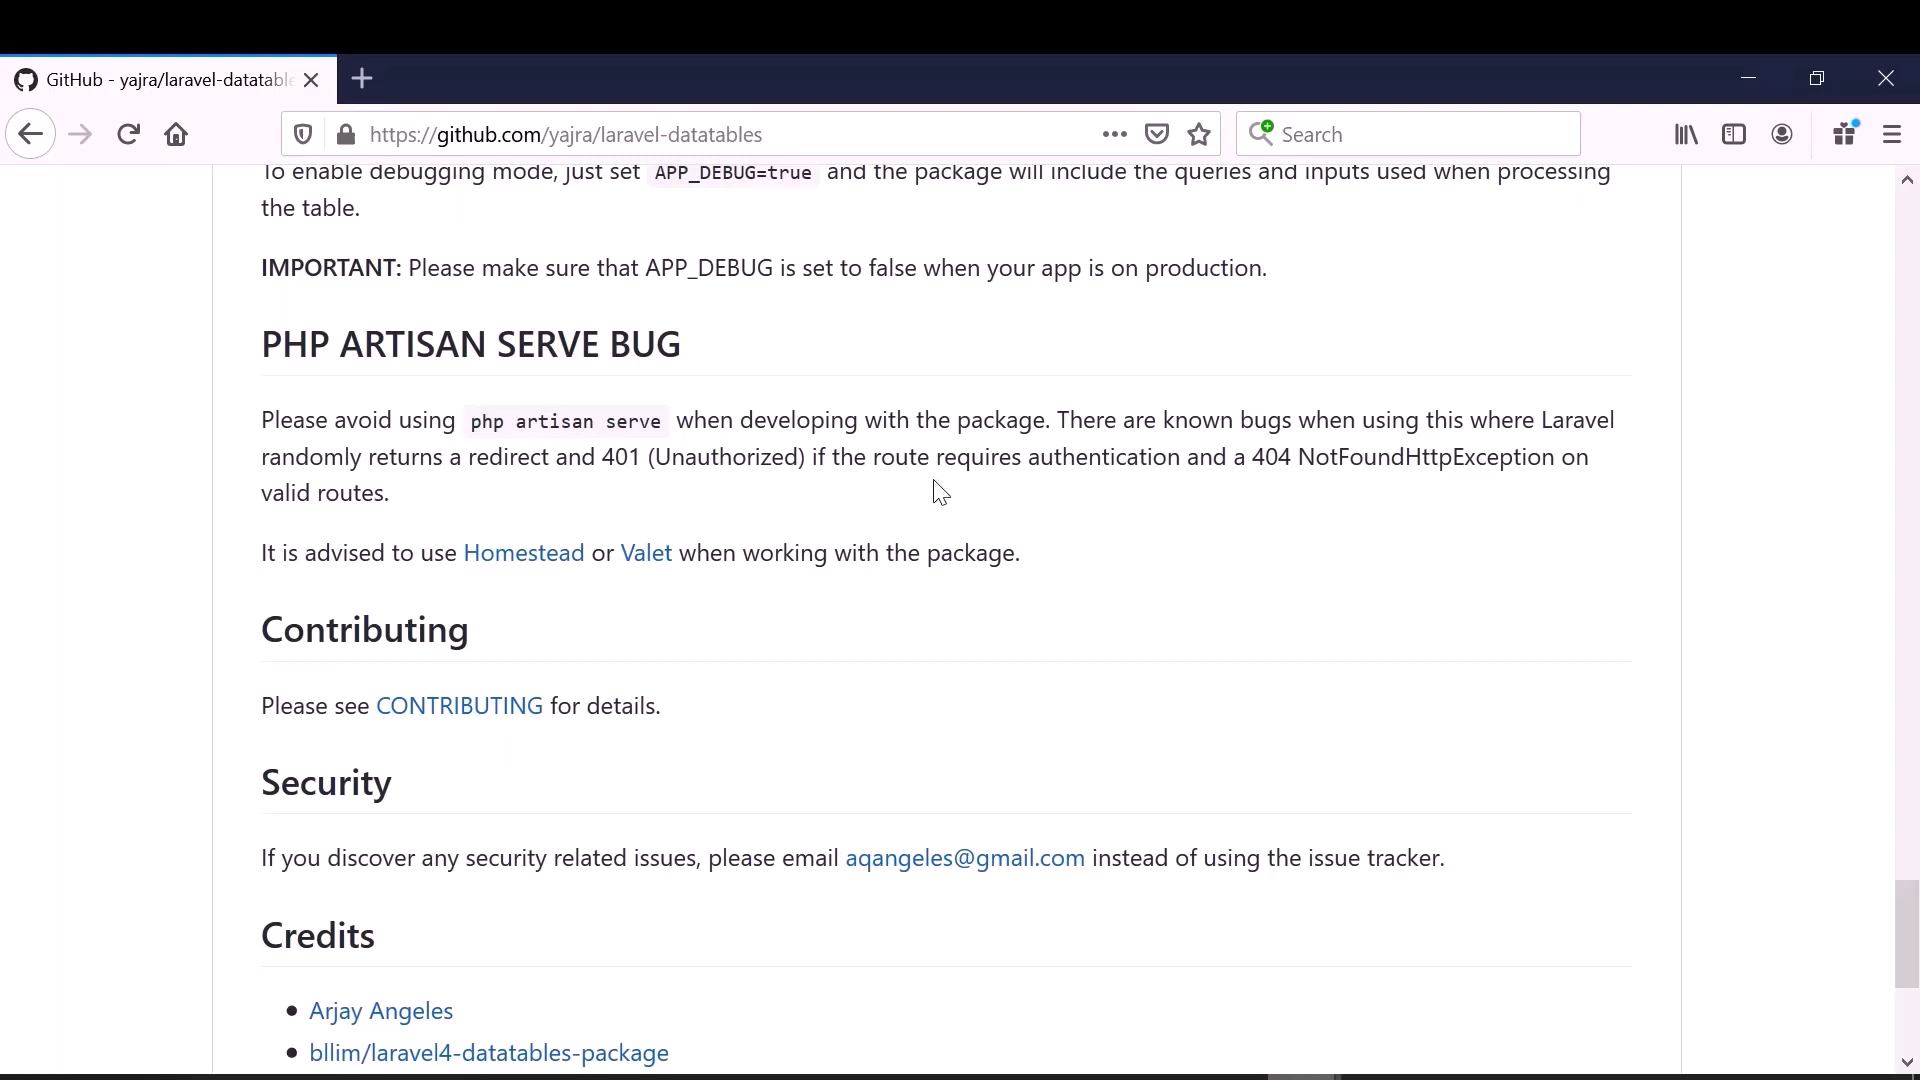 GitHub - yajra/laravel-datatable
https://github.com/yajra/laravel-datatables
Search
To enable debugging mode, just set APP_DEBUG=true and the package will include the queries and inputs used when processing
the table.
IMPORTANT: Please make sure that APP_DEBUG is set to false when your app is on production.
PHP ARTISAN SERVE BUG
Please avoid using php artisan serve when developing with the package. There are known bugs when using this where Laravel
randomly returns a redirect and 401 (Unauthorized) if the route requires authentication and a 404 NotFoundHttpException on
valid routes.
It is advised to use Homestead or Valet when working with the package.
Contributing
Please see CONTRIBUTING for details.
Security
If you discover any security related issues, please email aqangeles@gmail.com instead of using the issue tracker.
Credits
Arjay Angeles
bllim/laravel4-datatables-package